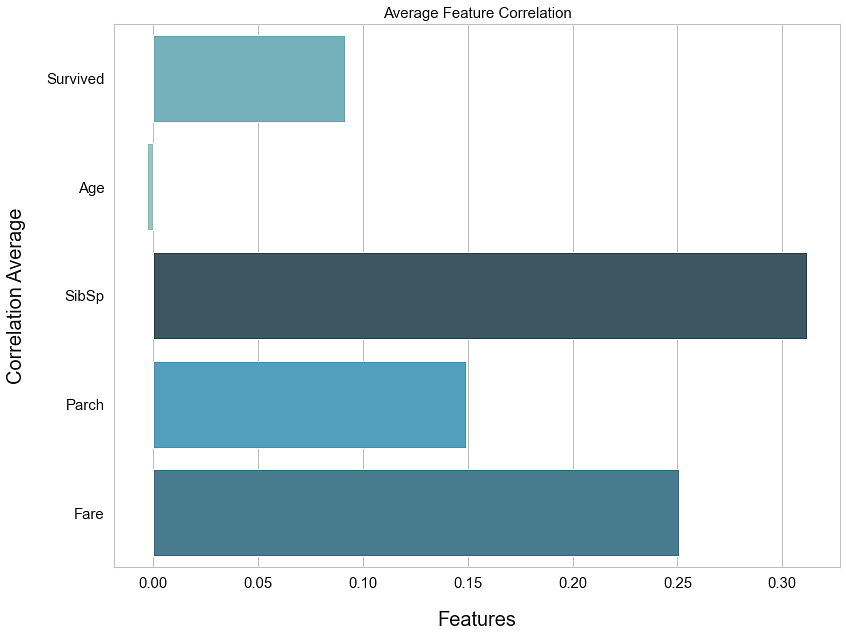 Average Feature Correlation
Survived
Age
SibSp
Parch
Fare
Correlation Average
0.00 0.05 0.10 0.15 0.20 0.25 0.30
Features